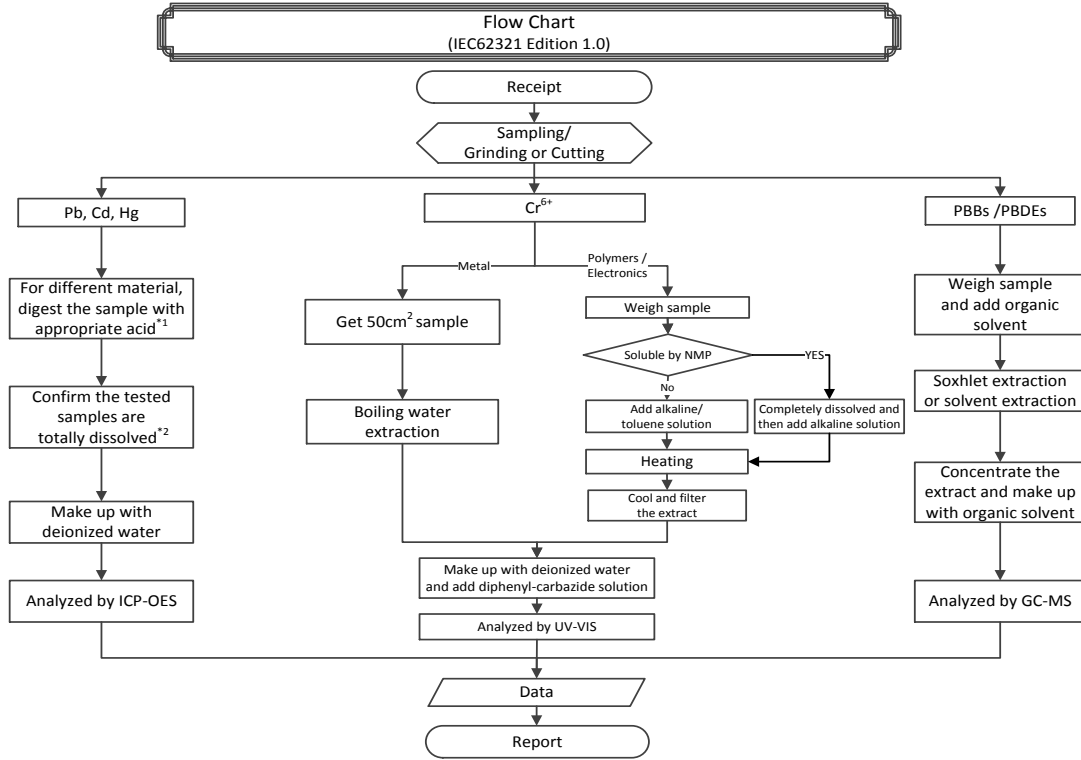 Flow Chart
(IEC62321 Edition 1.0)
Receipt
Sampling/
Grinding or Cutting
Pb, Cd, Hg
For different material,
digest the sample with
appropriate acid*1
Confirm the tested
samples are
totally dissolved*2
Make up with
deionized water
Analyzed by ICP-OES
Cr6+
Metal
Get 50cm2 sample
Boiling water
extraction
Polymers /
Electronics
Weigh sample
Soluble by NMP
YES
No
Add alkaline/
toluene solution
Completely dissolved and
then add alkaline solution
Heating
Cool and filter
the extract
Make up with deionized water
and add diphenyl-carbazide solution
Analyzed by UV-VIS
PBBs /PBDEs
Weigh sample
and add organic
solvent
Soxhlet extraction
or solvent extraction
Concentrate the
extract and make up
with organic solvent
Analyzed by GC-MS
Data
Report